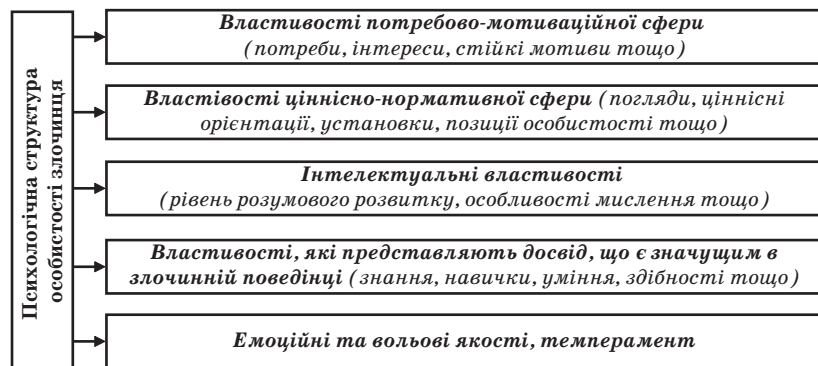 Психологічна структура
особистості злочинця
Властивості потребово-мотиваційної сфери
(потреби, інтереси, стійкі мотиви тощо)
Властівості ціннісно-нормативної сфери (погляди, ціннісні
орієнтації, установки, позиції особистості тощо)
Інтелектуальні властивості
(рівень розумового розвитку, особливості мислення тощо)
Властивості, які представляють досвід, що є значущим в
злочинній поведінці (знання, навички, уміння, здібності тощо)
Емоційні та вольові якості, темперамент